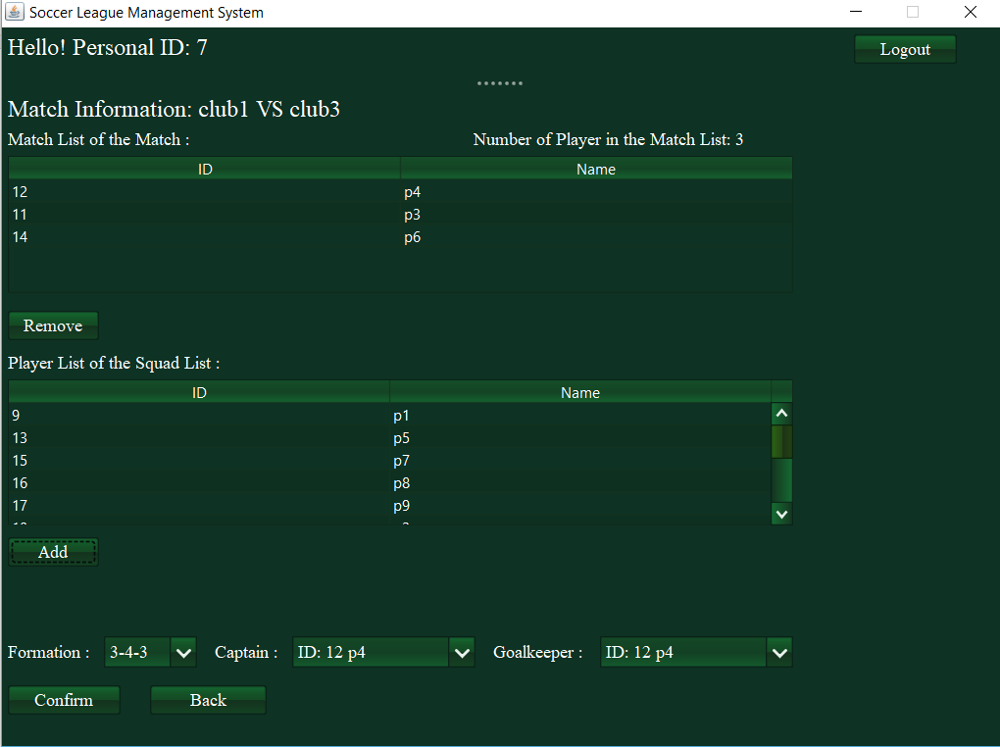 Soccer League Management System
Hello! Personal ID: 7 Logout
Match Information: club1 VS club3
Match List of the Match : Number of Player in the Match List: 3
ID Name
12 p4
11 p3
14 p6
Remove
Player List of the Squad List :
ID Name
9 p1
13 p5
15 p7
16 p8
17 p9
Add
Formation : 3-4-3 Captain : ID: 12 p4 Goalkeeper : ID: 12 p4
Confirm Back